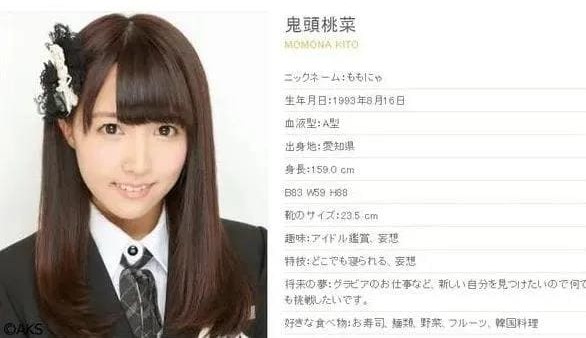 鬼頭桃菜
MOMONA KITO
ニックネーム:ももにゃ
生年月日:1993年8月16日
血液型:A型
出身地:愛知県
身長:159.0 cm
B83 W59 H88
靴のサイズ:23.5 cm
趣味:アイドル鑑賞、妄想
特技:どこでも寝られる、妄想
将来の夢:グラビアのお仕事など、新しい自分を見つけたいので何で
も挑戦したいです。
好きな食べ物:お寿司、麺類、野菜、フルーツ、韓国料理
©AKS